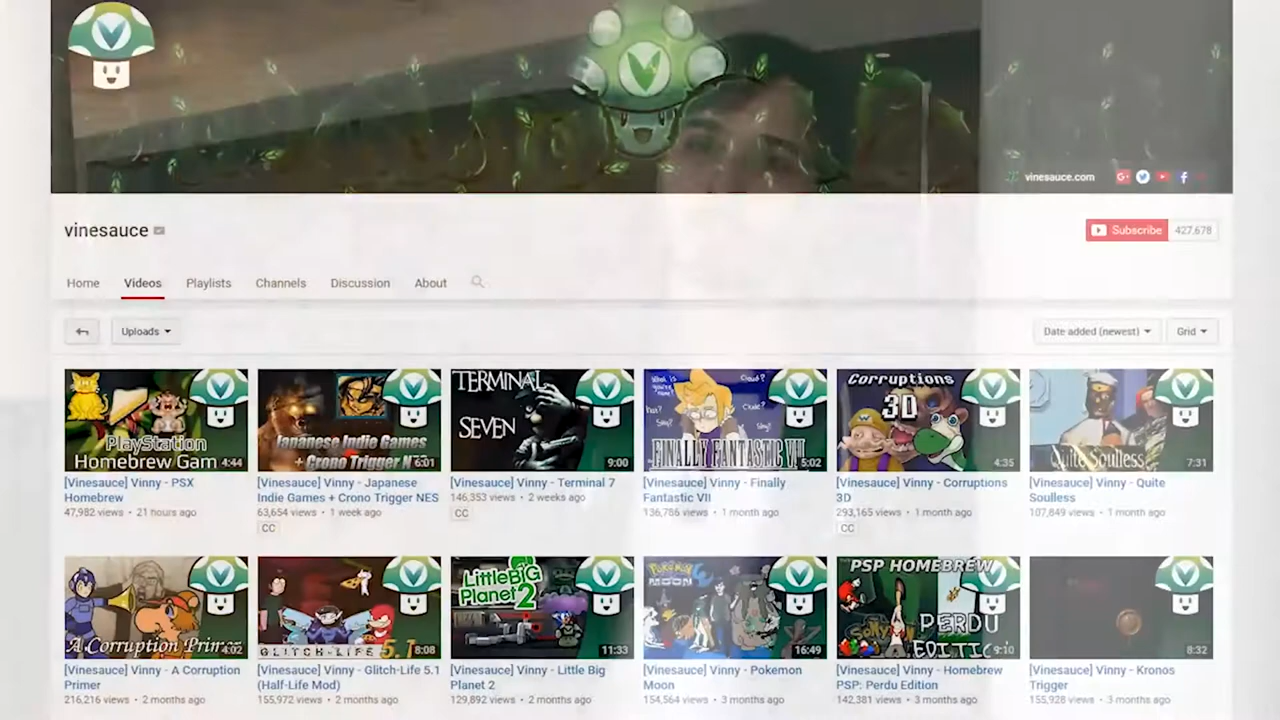 vinesauce.com
vinesauce
Subscribe 427,678
Home Videos Playlists Channels Discussion About
Uploads
Date added (newest) Grid
PlayStation
Homebrew Gam 4:44
Japanese Indie Games
+ Crono Trigger 6:01
TERMINAL
SEVEN 9:00
FINALLY FANTASTIC VII
5:02
Corruptions
3D
4:35
Quite Soulless
7:31
[Vinesauce] Vinny - PSX
Homebrew
47,982 views • 21 hours ago
[Vinesauce] Vinny - Japanese
Indie Games + Crono Trigger NES
63,654 views • 1 week ago
CC
[Vinesauce] Vinny - Terminal 7
146,353 views • 2 weeks ago
CC
[Vinesauce] Vinny - Finally
Fantastic VII
136,786 views • 1 month ago
[Vinesauce] Vinny - Corruptions
3D
293,165 views • 1 month ago
CC
[Vinesauce] Vinny - Quite
Soulless
107,849 views • 1 month ago
A Corruption
4:02
GLITCH-LIFE 5.1
8:08
LittleBIG
Planet 2
11:33
POKéMON
MOON
16:49
PSP HOMEBREW
PERDU
EDITIC 9:10
8:32
[Vinesauce] Vinny - A Corruption
Primer
216,216 views • 2 months ago
[Vinesauce] Vinny - Glitch-Life 5.1
(Half-Life Mod)
155,972 views • 2 months ago
[Vinesauce] Vinny - Little Big
Planet 2
129,892 views • 2 months ago
[Vinesauce] Vinny - Pokemon
Moon
154,564 views • 3 months ago
[Vinesauce] Vinny - Homebrew
PSP: Perdu Edition
142,381 views • 3 months ago
[Vinesauce] Vinny - Kronos
Trigger
155,928 views • 3 months ago